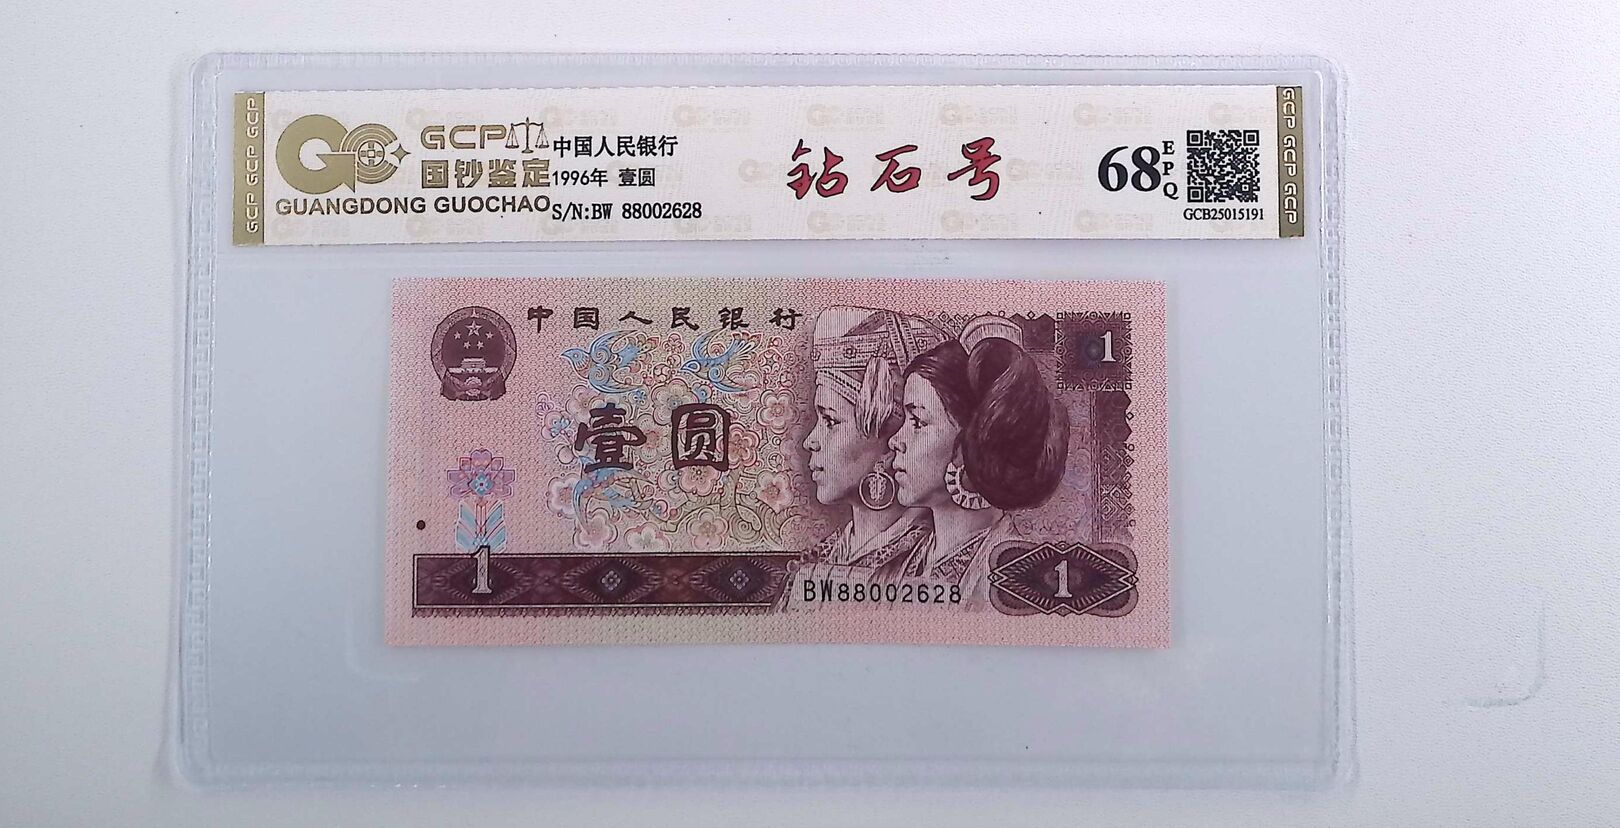 GCP GCP GCP
GCP
国钞鉴定
GUANGDONG GUOCHAO
中国人民银行
1996年 壹圆
S/N:BW 88002628
钻石号
68
EPQ
GCB25015191
GCP GCP GCP
中国人民银行
1
壹圆
1
BW88002628
1